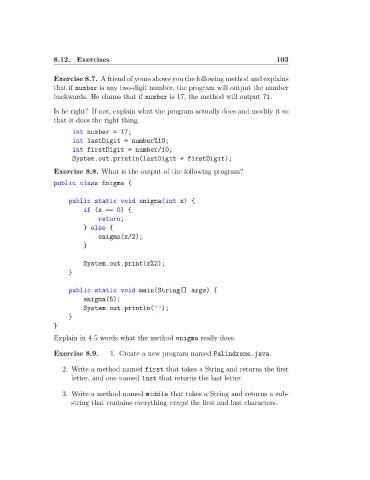 8.12. Exercises 103
Exercise 8.7. A friend of yours shows you the following method and explains
that if number is any two-digit number, the program will output the number
backwards. He claims that if number is 17, the method will output 71.
Is he right? If not, explain what the program actually does and modify it so
that it does the right thing.
int number = 17;
int lastDigit = number%10;
int firstDigit = number/10;
System.out.println(lastDigit + firstDigit);
Exercise 8.8. What is the output of the following program?
public class Enigma {
public static void enigma(int x) {
if (x == 0) {
return;
} else {
enigma(x/2);
}
System.out.print(x%2);
}
public static void main(String[] args) {
enigma(5);
System.out.println("");
}
}
Explain in 4-5 words what the method enigma really does.
Exercise 8.9. 1. Create a new program named Palindrome.java.
2. Write a method named first that takes a String and returns the first
letter, and one named last that returns the last letter.
3. Write a method named middle that takes a String and returns a sub-
string that contains everything except the first and last characters.